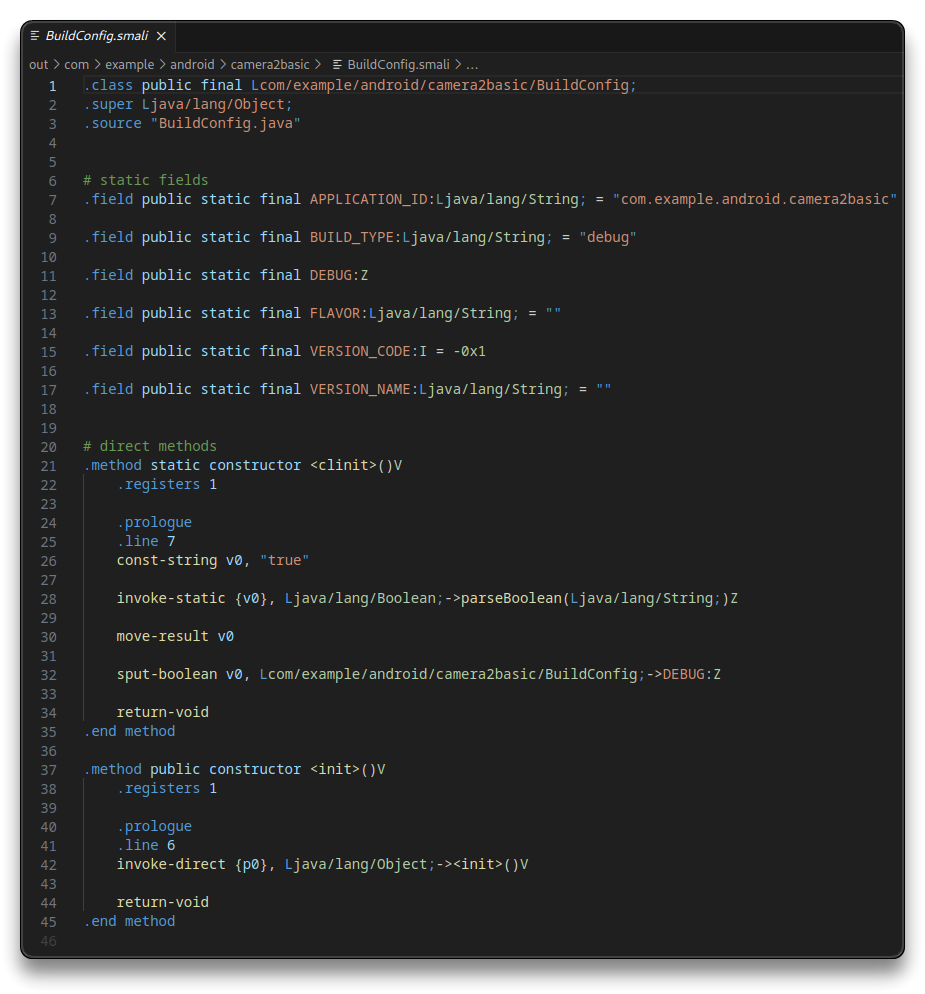 BuildConfig.smali ×
out > com > example > android > camera2basic > BuildConfig.smali > ...
1 .class public final Lcom/example/android/camera2basic/BuildConfig;
2 .super Ljava/lang/Object;
3 .source "BuildConfig.java"
4
5
6 # static fields
7 .field public static final APPLICATION_ID:Ljava/lang/String; = "com.example.android.camera2basic"
8
9 .field public static final BUILD_TYPE:Ljava/lang/String; = "debug"
10
11 .field public static final DEBUG:Z
12
13 .field public static final FLAVOR:Ljava/lang/String; = ""
14
15 .field public static final VERSION_CODE:I = -0x1
16
17 .field public static final VERSION_NAME:Ljava/lang/String; = ""
18
19
20 # direct methods
21 .method static constructor <clinit>()V
22     .registers 1
23
24     .prologue
25     .line 7
26     const-string v0, "true"
27
28     invoke-static {v0}, Ljava/lang/Boolean;->parseBoolean(Ljava/lang/String;)Z
29
30     move-result v0
31
32     sput-boolean v0, Lcom/example/android/camera2basic/BuildConfig;->DEBUG:Z
33
34     return-void
35 .end method
36
37 .method public constructor <init>()V
38     .registers 1
39
40     .prologue
41     .line 6
42     invoke-direct {p0}, Ljava/lang/Object;-><init>()V
43
44     return-void
45 .end method
46